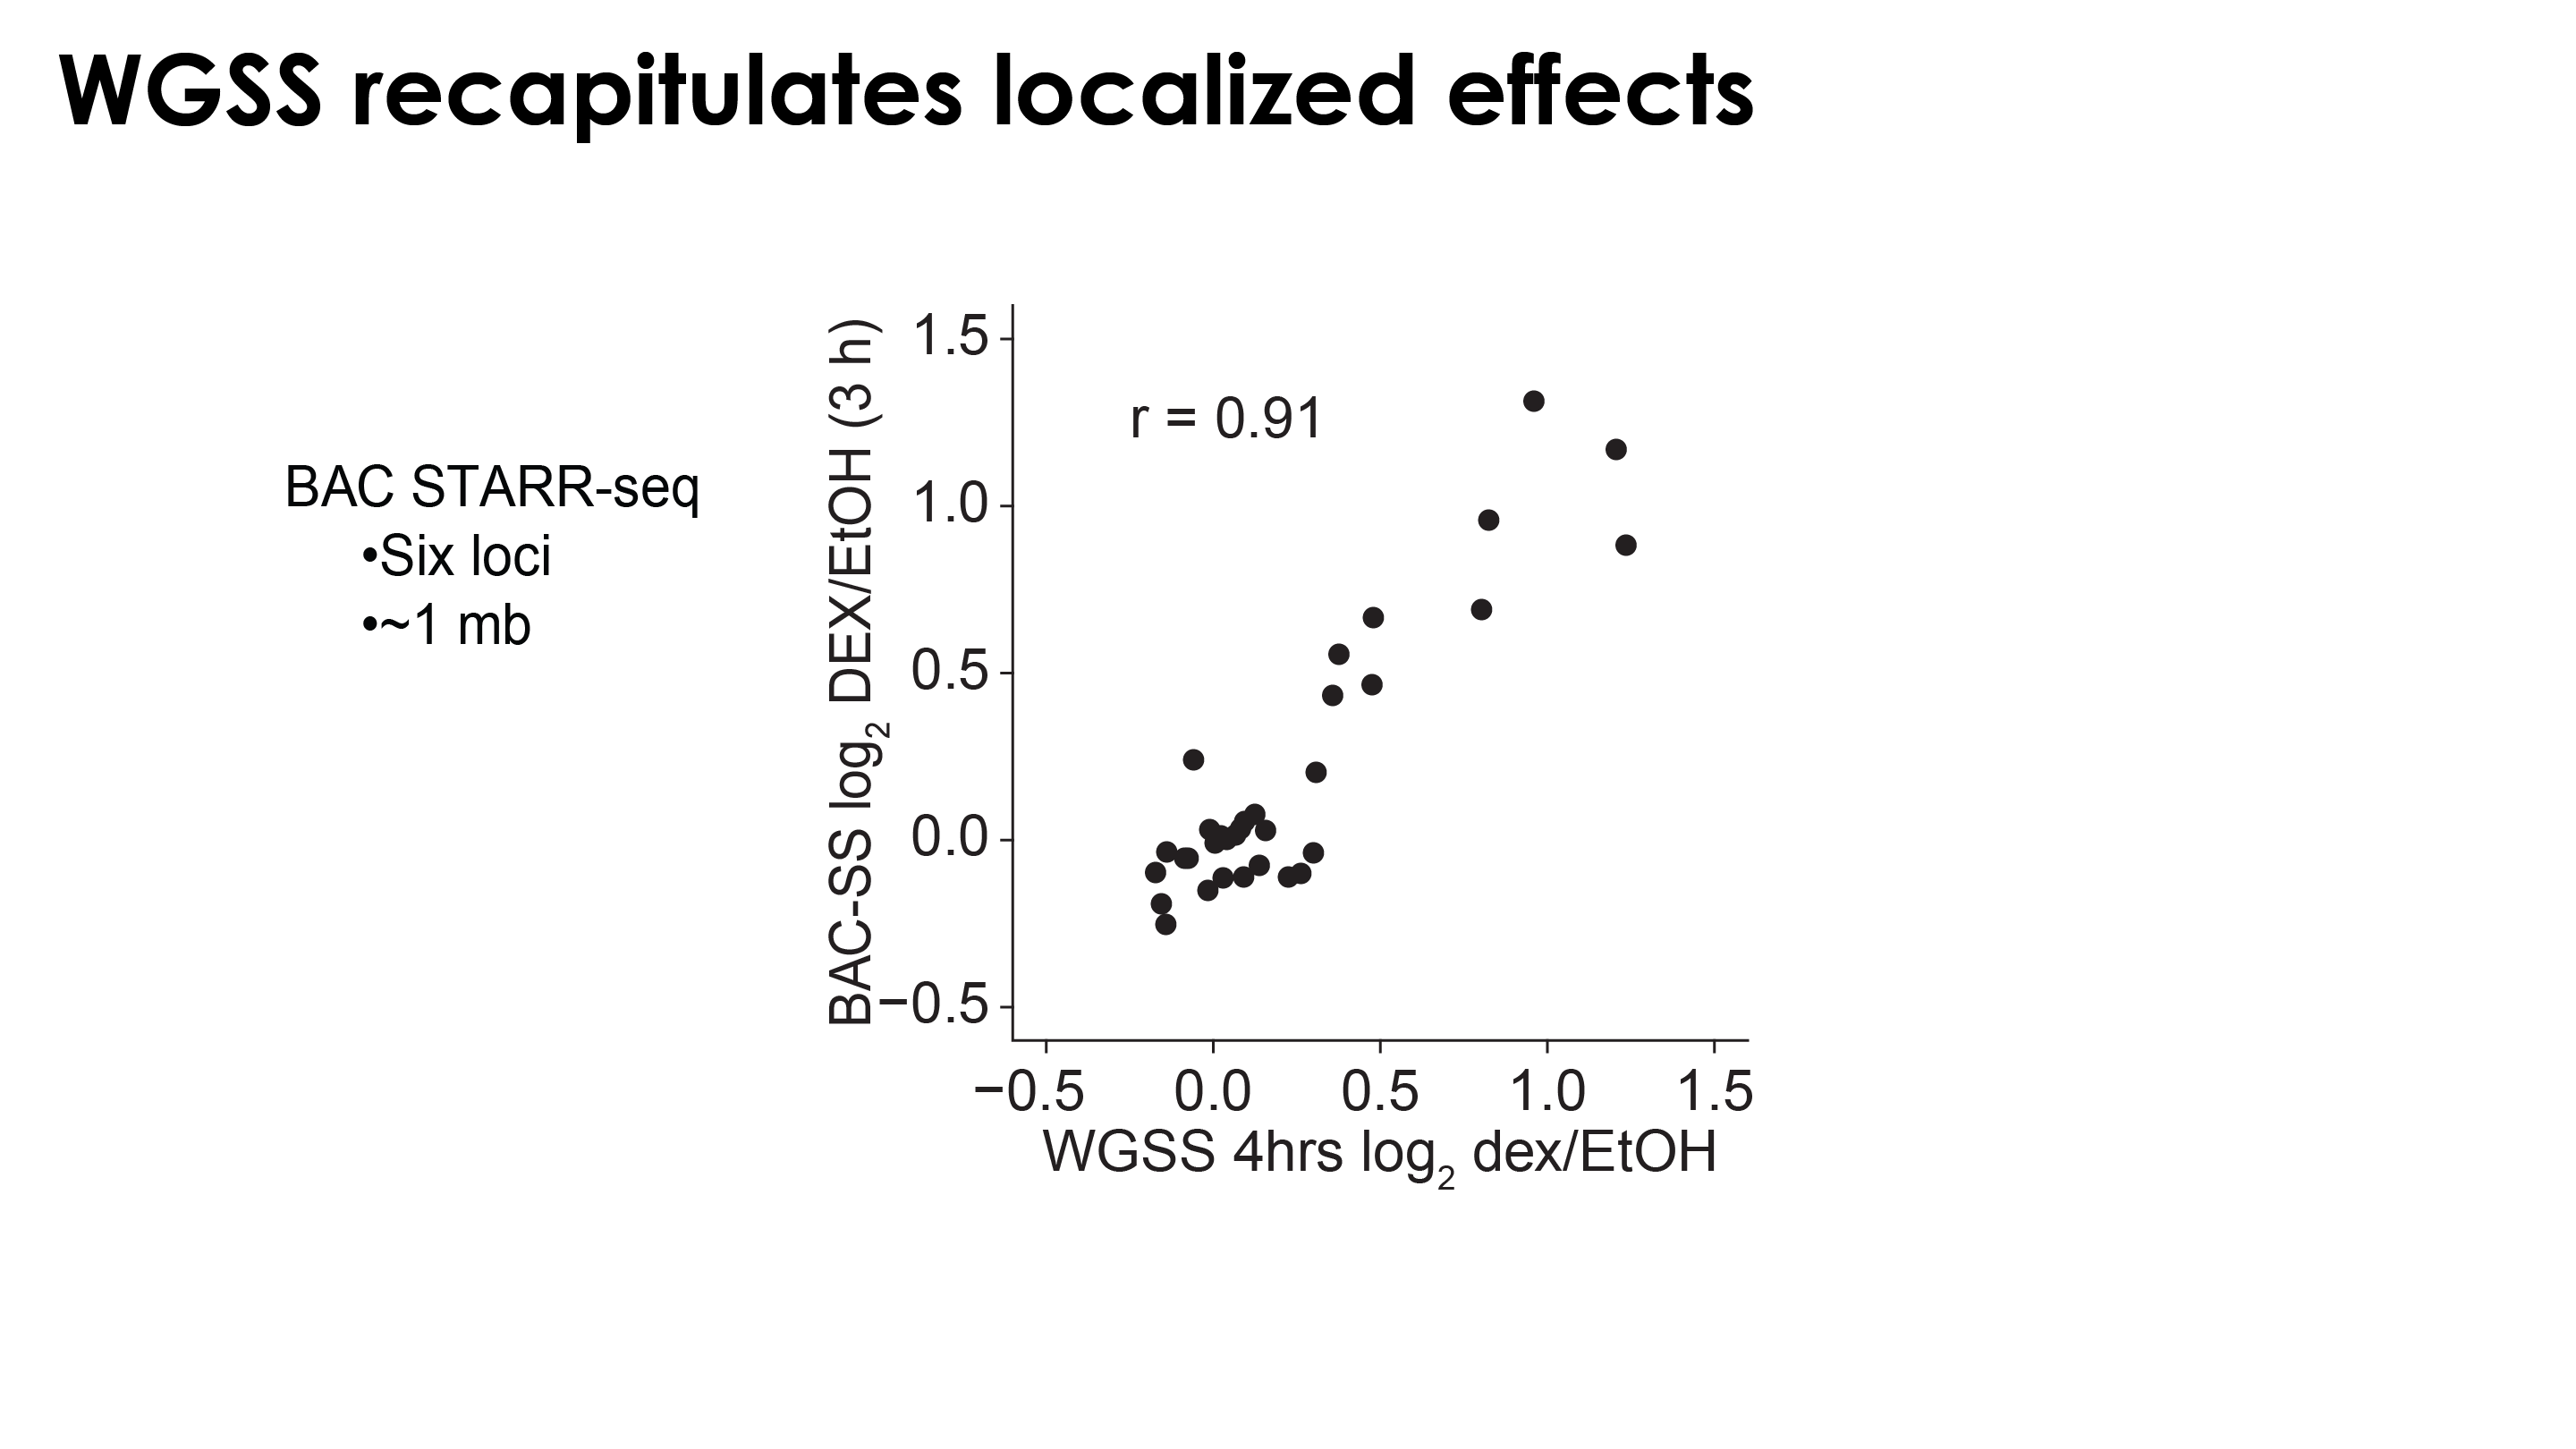 WGSS recapitulates localized effects
BAC STARR-seq
•Six loci
•~1 mb
BAC-SS log2 DEX/EtOH (3 h)
1.5
1.0
0.5
0.0
−0.5
r = 0.91
−0.5 0.0 0.5 1.0 1.5
WGSS 4hrs log2 dex/EtOH